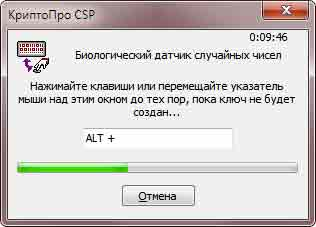 КриптоПро CSP
0:09:46
Биологический датчик случайных чисел
Нажимайте клавиши или перемещайте указатель
мыши над этим окном до тех пор, пока ключ не будет
создан...
ALT +
Отмена